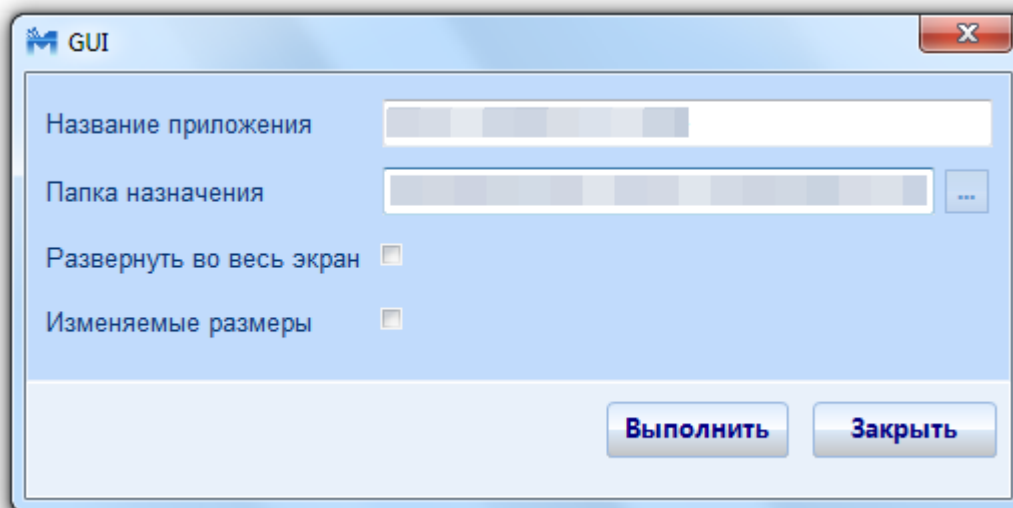 GUI
Название приложения
Папка назначения
...
Развернуть во весь экран
Изменяемые размеры
Выполнить Закрыть